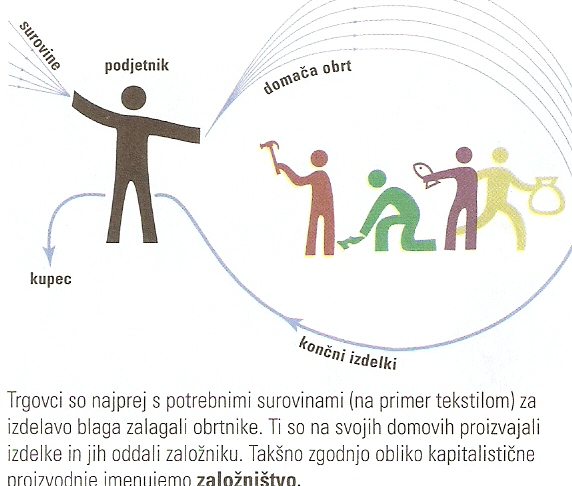 surovine
podjetnik
domača obrt
kupec
končni izdelki
Trgovci so najprej s potrebnimi surovinami (na primer tekstilom) za
izdelavo blaga zalagali obrtnike. Ti so na svojih domovih proizvajali
izdelke in jih oddali založniku. Takšno zgodnjo obliko kapitalistične
proizvodnje imenujemo založništvo.